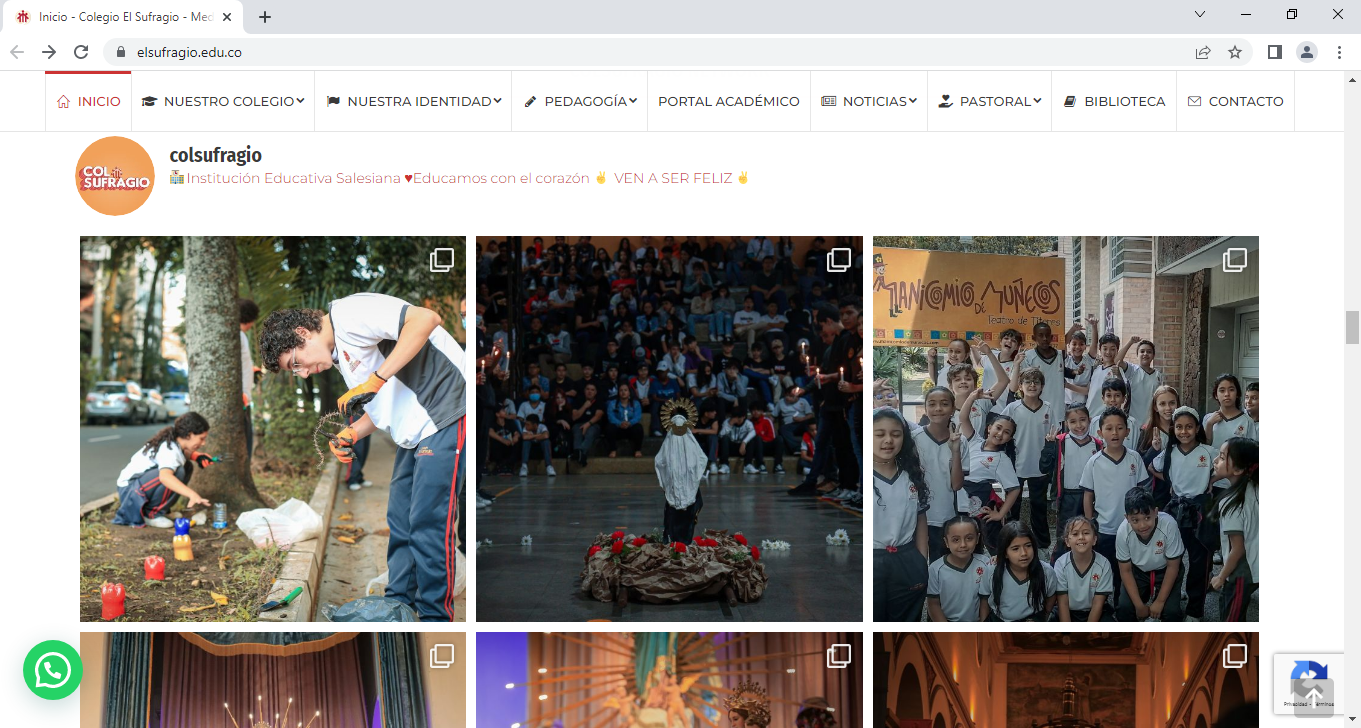 Inicio - Colegio El Sufragio - Med
elsufragio.edu.co
INICIO
NUESTRO COLEGIO
NUESTRA IDENTIDAD
PEDAGOGÍA
PORTAL ACADÉMICO
NOTICIAS
PASTORAL
BIBLIOTECA
CONTACTO
COL
SUFRAGIO
colsufragio
Institución Educativa Salesiana ♥Educamos con el corazón ✌ VEN A SER FELIZ ✌
MANICOMIO
DE MUÑECOS
Teatro de Títeres
Privacidad - Términos